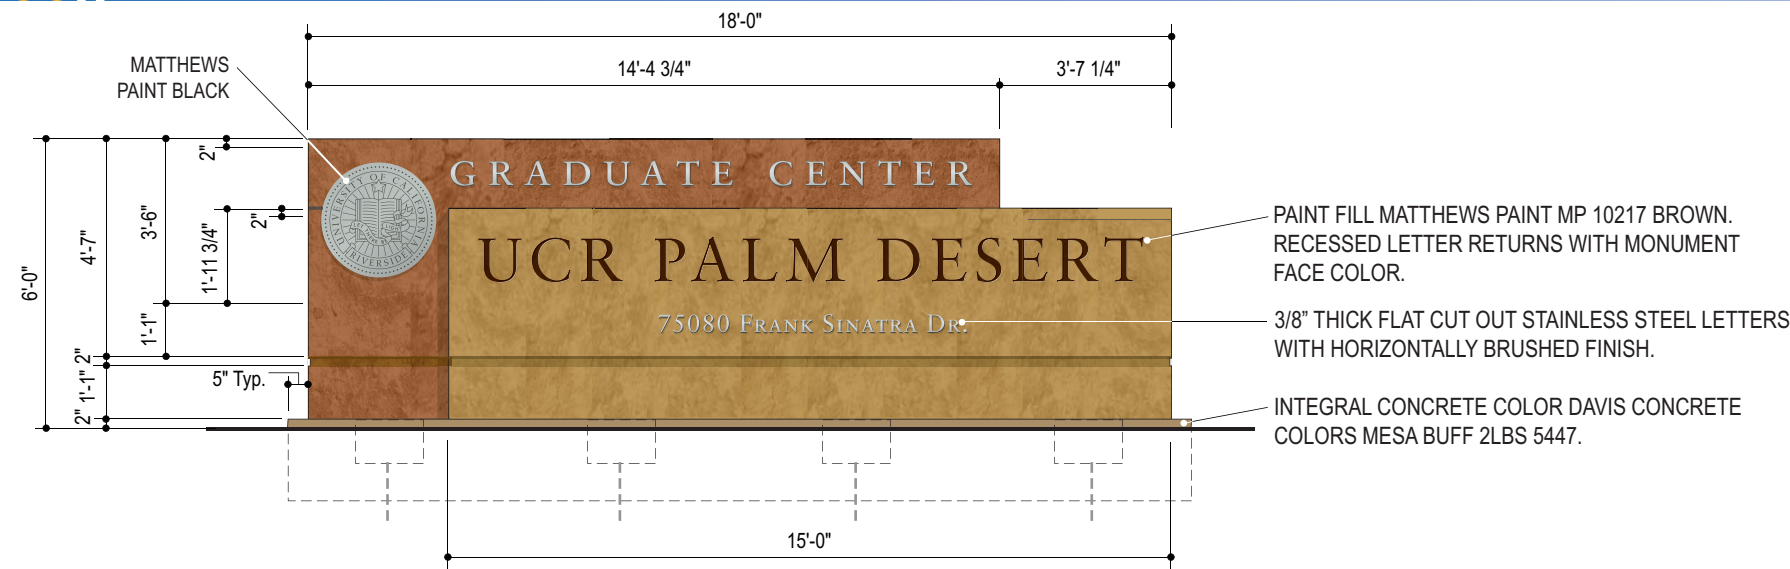 18'-0"
14'-4 3/4"
3'-7 1/4"
MATTHEWS
PAINT BLACK
2"
2"
6'-0"
4'-7"
3'-6"
1'-11 3/4"
1'-1"
2"
1'-1"
2"
5" Typ.
UNIVERSITY OF CALIFORNIA
RIVERSIDE
GRADUATE CENTER
UCR PALM DESERT
75080 FRANK SINATRA DR.
PAINT FILL MATTHEWS PAINT MP 10217 BROWN.
RECESSED LETTER RETURNS WITH MONUMENT
FACE COLOR.
3/8” THICK FLAT CUT OUT STAINLESS STEEL LETTERS
WITH HORIZONTALLY BRUSHED FINISH.
INTEGRAL CONCRETE COLOR DAVIS CONCRETE
COLORS MESA BUFF 2LBS 5447.
15'-0"